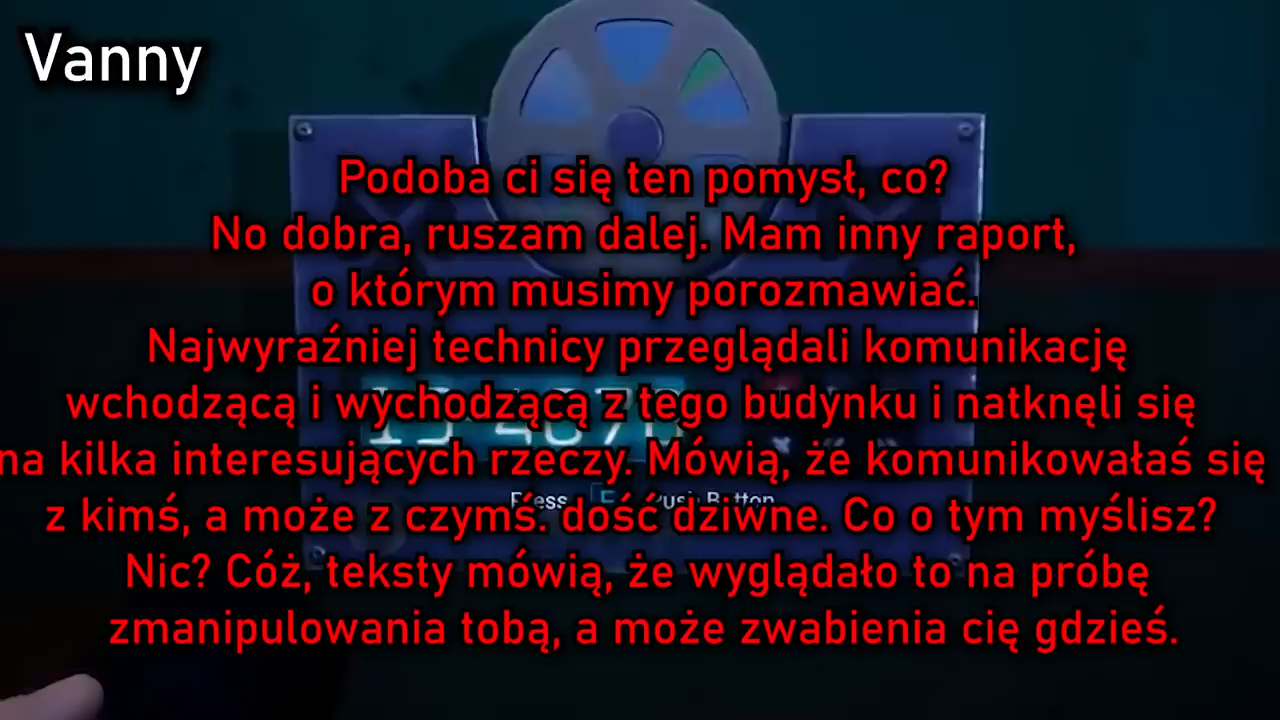 Vanny
Podoba ci się ten pomysł, co?
No dobra, ruszam dalej. Mam inny raport,
o którym musimy porozmawiać.
Najwyraźniej technicy przeglądali komunikację
wchodzącą i wychodzącą z tego budynku i natknęli się
na kilka interesujących rzeczy. Mówią, że komunikowałaś się
Press E Push Button
z kimś, a może z czymś. dość dziwne. Co o tym myślisz?
Nic? Cóż, teksty mówią, że wyglądało to na próbę
zmanipulowania tobą, a może zwabienia cię gdzieś.